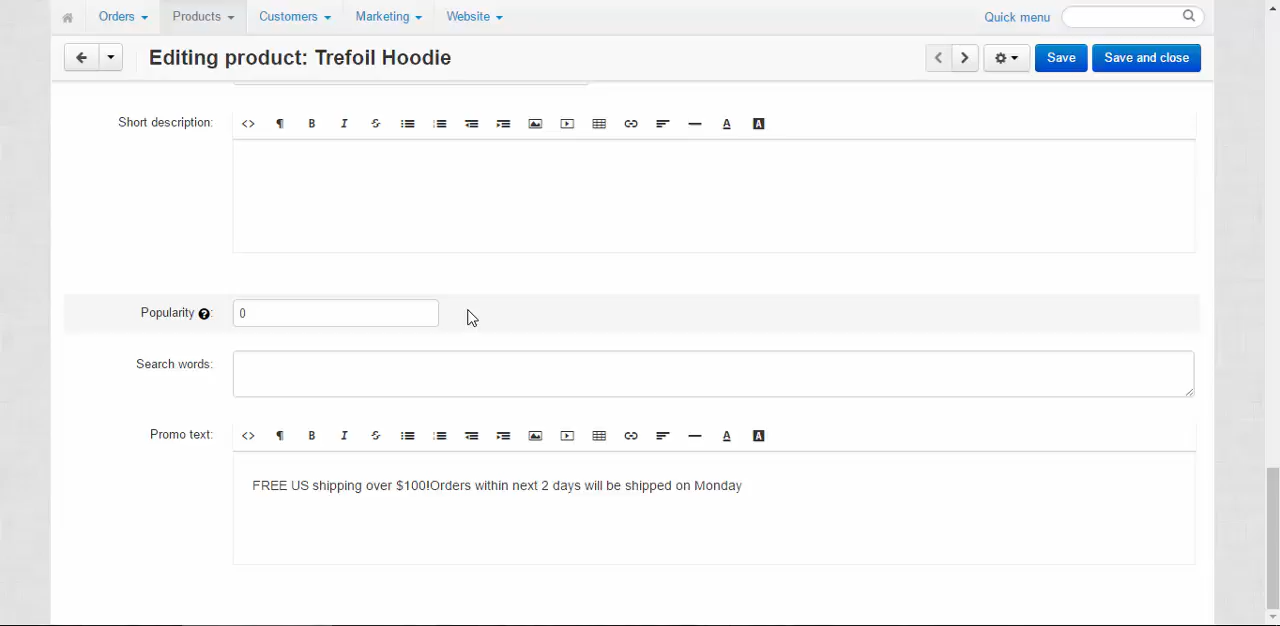 Orders Products Customers Marketing Website Quick menu
Editing product: Trefoil Hoodie Save Save and close
Short description:
Popularity ?: 0
Search words:
Promo text:
FREE US shipping over $100!Orders within next 2 days will be shipped on Monday